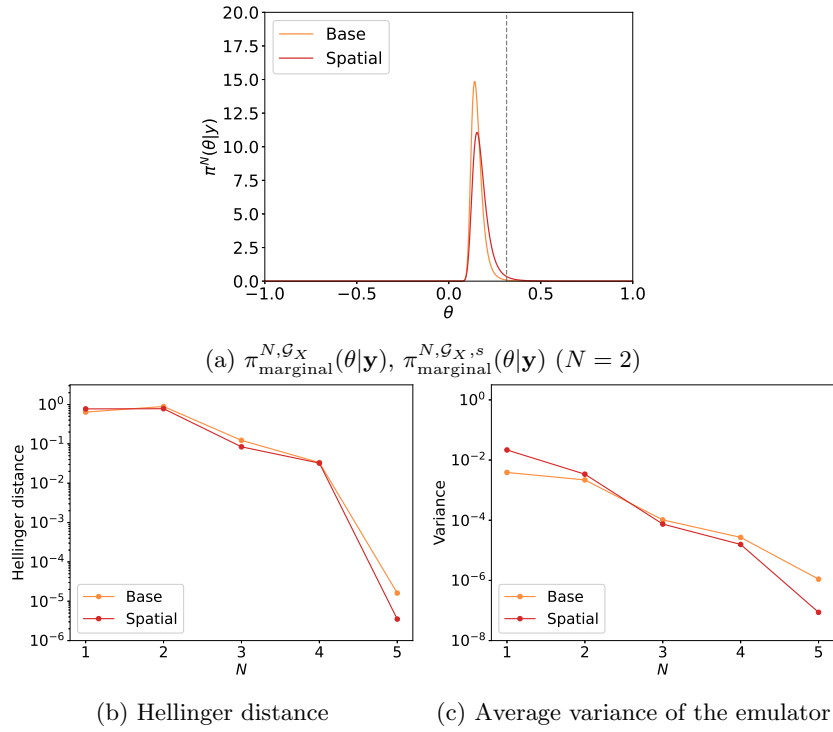 20.0
17.5
15.0
12.5
10.0
7.5
5.0
2.5
0.0
π^N(θ|y)
Base
Spatial
−1.0 −0.5 0.0 0.5 1.0
θ
(a) π^{N,𝒢_X}_{marginal}(θ|𝐲), π^{N,𝒢_X,s}_{marginal}(θ|𝐲) (N = 2)
10^0
10^{−1}
10^{−2}
10^{−3}
10^{−4}
10^{−5}
10^{−6}
Hellinger distance
Base
Spatial
1 2 3 4 5
N
(b) Hellinger distance
10^0
10^{−2}
10^{−4}
10^{−6}
10^{−8}
Variance
Base
Spatial
1 2 3 4 5
N
(c) Average variance of the emulator